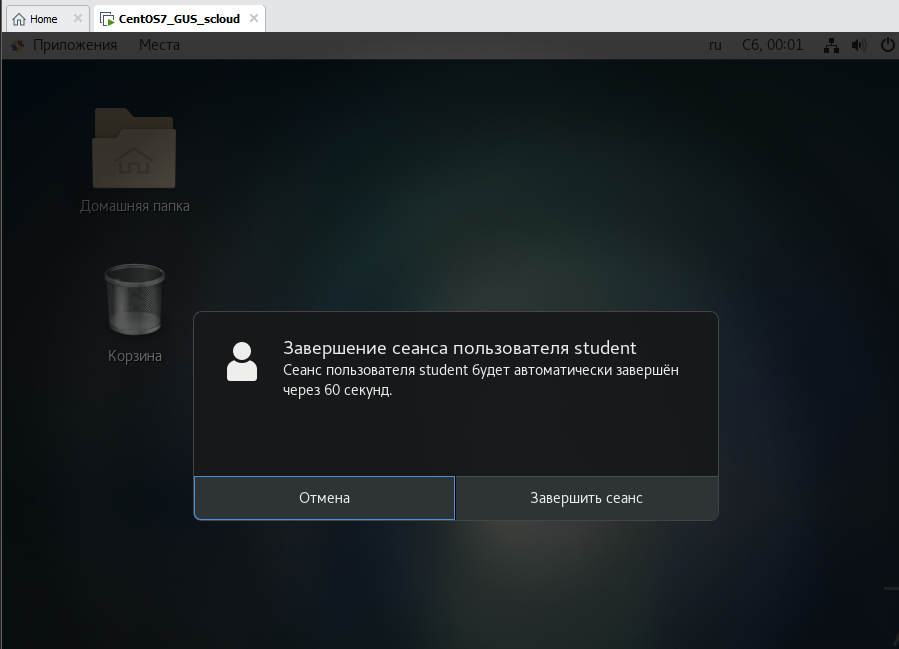 Home
CentOS7_GUS_scloud
Приложения Места ru Сб, 00:01
Домашняя папка
Корзина
Завершение сеанса пользователя student
Сеанс пользователя student будет автоматически завершён
через 60 секунд.
Отмена
Завершить сеанс